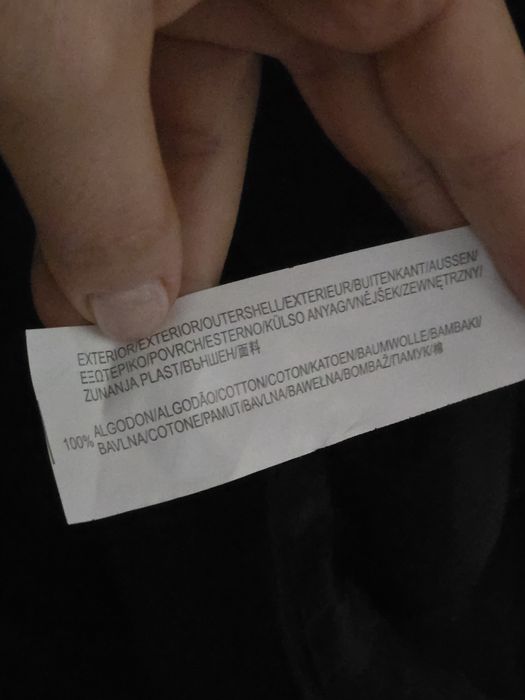 EXTERIOR/EXTERIOR/OUTERSHELL/EXTERIEUR/BUITENKANT/AUSSEN/
ΕΞΩΤΕΡΙΚΟ/POVRCH/ESTERNO/KÜLSO ANYAG/VNĚJŠEK/ZEWNĘTRZNY/
ZUNANJA PLAST/ВЪНШЕН/面料
100% ALGODON/ALGODÃO/COTTON/COTON/KATOEN/BAUMWOLLE/BAMBAKI/
BAVLNA/COTONE/PAMUT/BAVLNA/BAWEŁNA/BOMBAŽ/ПАМУК/棉